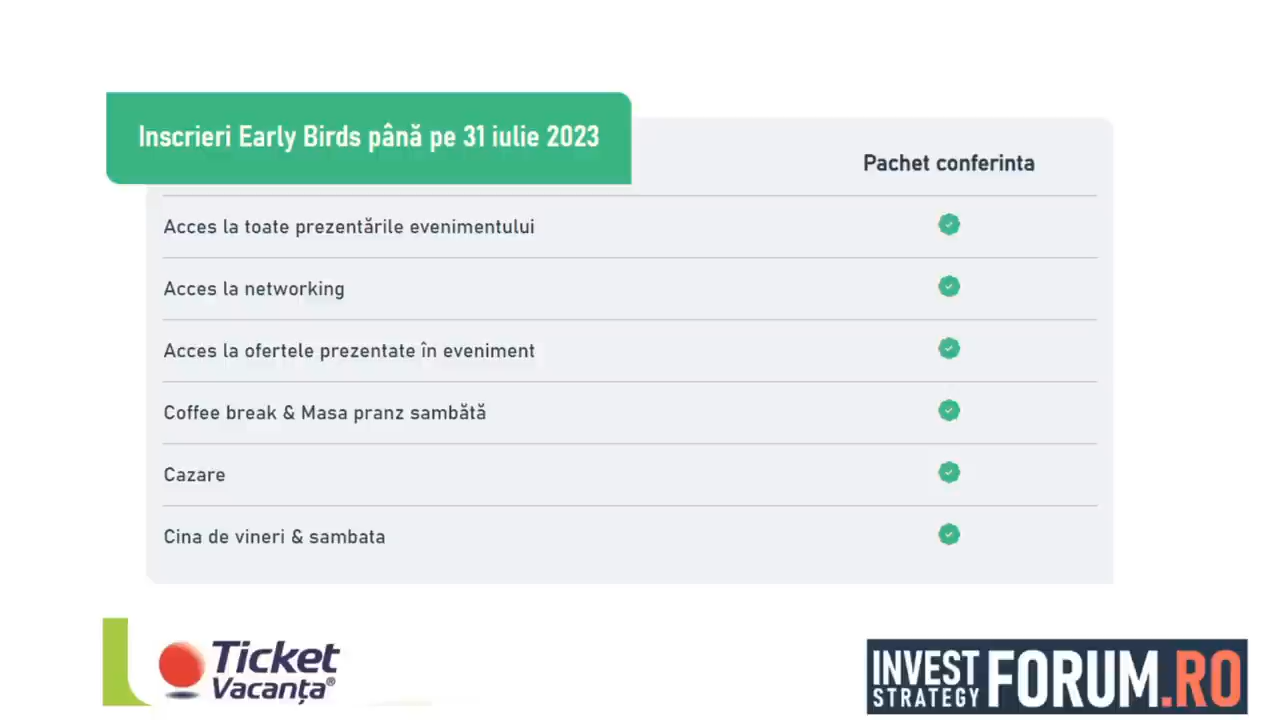 Inscrieri Early Birds până pe 31 iulie 2023
Pachet conferinta
Acces la toate prezentările evenimentului
Acces la networking
Acces la ofertele prezentate în eveniment
Coffee break & Masa pranz sambătă
Cazare
Cina de vineri & sambata
Ticket
Vacanța®
INVEST
STRATEGY
FORUM.RO